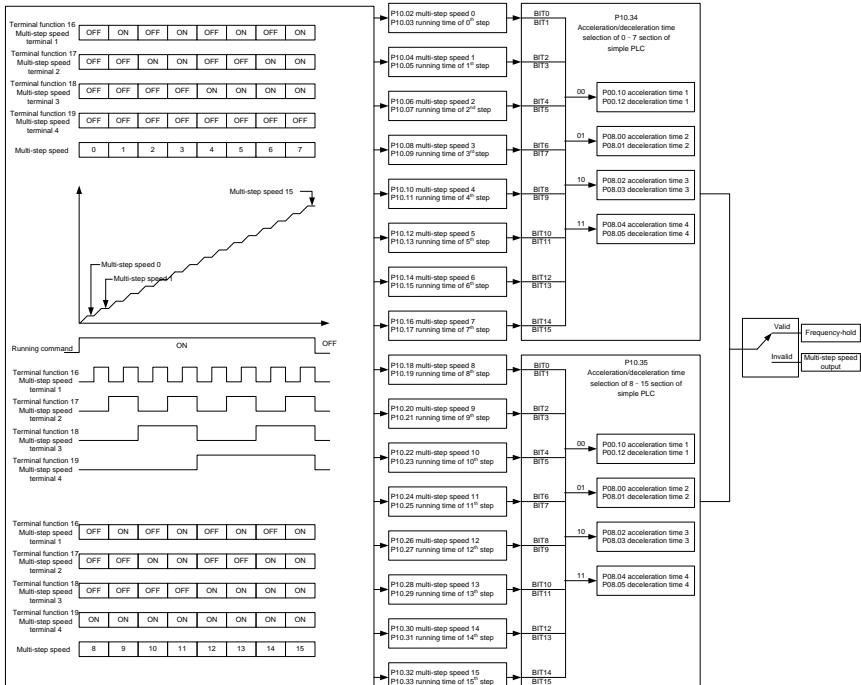 Terminal function 16
Multi-step speed
terminal 1
OFF ON OFF ON OFF ON OFF ON
Terminal function 17
Multi-step speed
terminal 2
OFF OFF ON ON OFF OFF ON ON
Terminal function 18
Multi-step speed
terminal 3
OFF OFF OFF OFF ON ON ON ON
Terminal function 19
Multi-step speed
terminal 4
OFF OFF OFF OFF OFF OFF OFF OFF
Multi-step speed 0 1 2 3 4 5 6 7
Multi-step speed 15
Multi-step speed 0
Multi-step speed 1
Running command ON OFF
Terminal function 16
Multi-step speed
terminal 1
Terminal function 17
Multi-step speed
terminal 2
Terminal function 18
Multi-step speed
terminal 3
Terminal function 19
Multi-step speed
terminal 4
Terminal function 16
Multi-step speed
terminal 1
OFF ON OFF ON OFF ON OFF ON
Terminal function 17
Multi-step speed
terminal 2
OFF OFF ON ON OFF OFF ON ON
Terminal function 18
Multi-step speed
terminal 3
OFF OFF OFF OFF ON ON ON ON
Terminal function 19
Multi-step speed
terminal 4
ON ON ON ON ON ON ON ON
Multi-step speed 8 9 10 11 12 13 14 15
P10.02 multi-step speed 0
P10.03 running time of 0th step
P10.04 multi-step speed 1
P10.05 running time of 1st step
P10.06 multi-step speed 2
P10.07 running time of 2nd step
P10.08 multi-step speed 3
P10.09 running time of 3rd step
P10.10 multi-step speed 4
P10.11 running time of 4th step
P10.12 multi-step speed 5
P10.13 running time of 5th step
P10.14 multi-step speed 6
P10.15 running time of 6th step
P10.16 multi-step speed 7
P10.17 running time of 7th step
P10.18 multi-step speed 8
P10.19 running time of 8th step
P10.20 multi-step speed 9
P10.21 running time of 9th step
P10.22 multi-step speed 10
P10.23 running time of 10th step
P10.24 multi-step speed 11
P10.25 running time of 11th step
P10.26 multi-step speed 12
P10.27 running time of 12th step
P10.28 multi-step speed 13
P10.29 running time of 13th step
P10.30 multi-step speed 14
P10.31 running time of 14th step
P10.32 multi-step speed 15
P10.33 running time of 15th step
BIT0
BIT1
BIT2
BIT3
BIT4
BIT5
BIT6
BIT7
BIT8
BIT9
BIT10
BIT11
BIT12
BIT13
BIT14
BIT15
P10.34
Acceleration/deceleration time
selection of 0 - 7 section of
simple PLC
00
P00.10 acceleration time 1
P00.12 deceleration time 1
01
P08.00 acceleration time 2
P08.01 deceleration time 2
10
P08.02 acceleration time 3
P08.03 deceleration time 3
11
P08.04 acceleration time 4
P08.05 deceleration time 4
BIT0
BIT1
BIT2
BIT3
BIT4
BIT5
BIT6
BIT7
BIT8
BIT9
BIT10
BIT11
BIT12
BIT13
BIT14
BIT15
P10.35
Acceleration/deceleration time
selection of 8 - 15 section of
simple PLC
00
P00.10 acceleration time 1
P00.12 deceleration time 1
01
P08.00 acceleration time 2
P08.01 deceleration time 2
10
P08.02 acceleration time 3
P08.03 deceleration time 3
11
P08.04 acceleration time 4
P08.05 deceleration time 4
Valid
Frequency-hold
Invalid
Multi-step speed
output